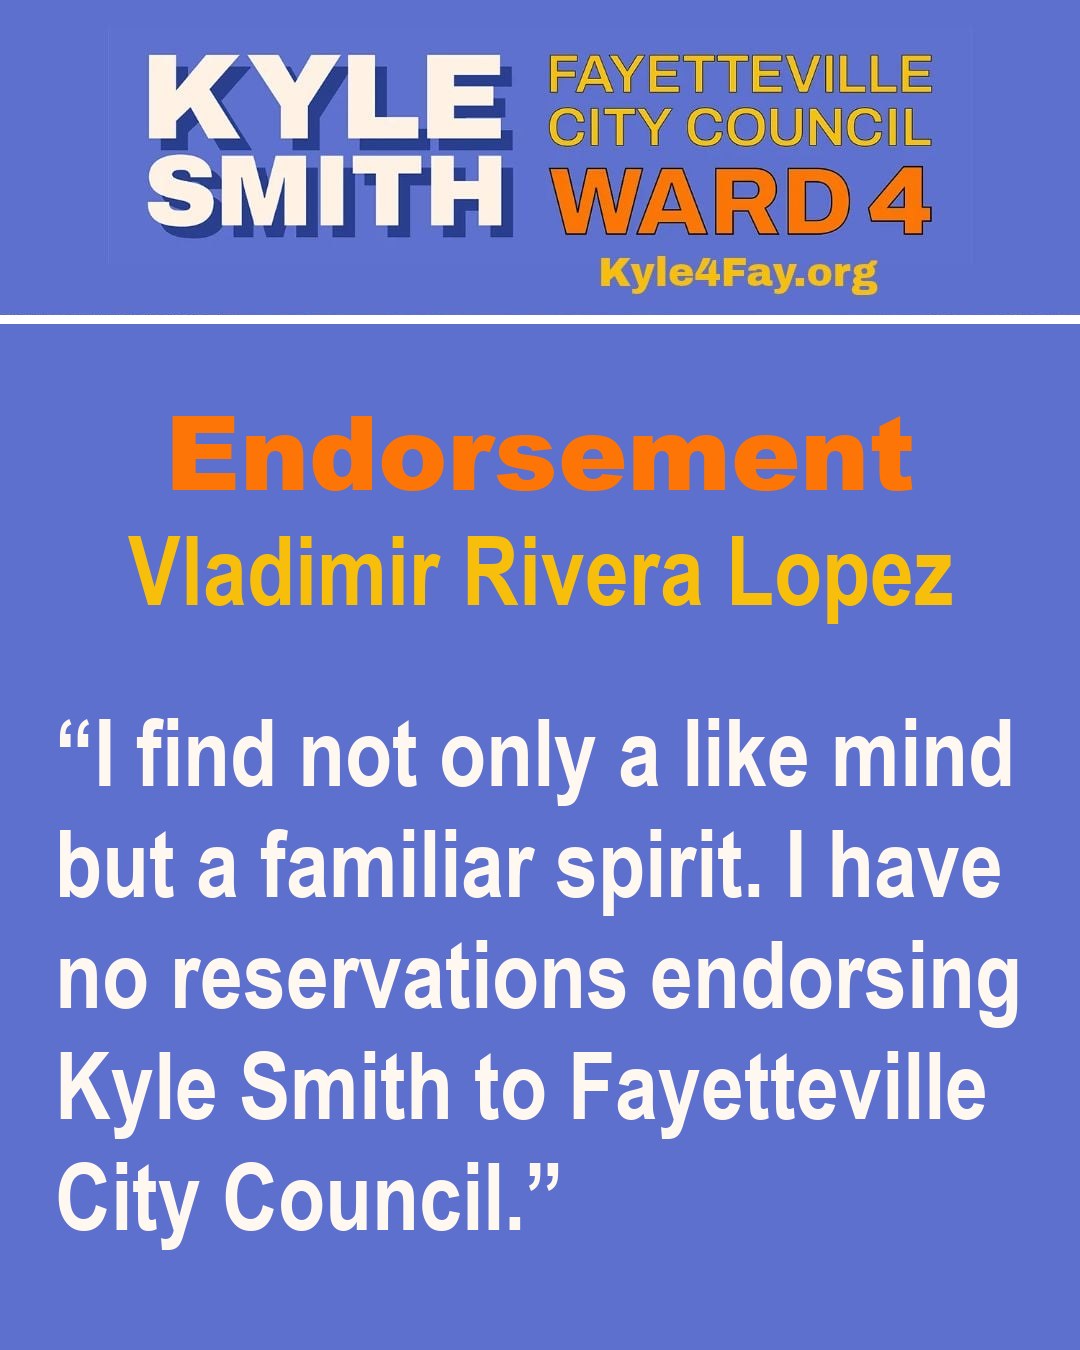 KYLE
SMITH
FAYETTEVILLE
CITY COUNCIL
WARD 4
Kyle4Fay.org
Endorsement
Vladimir Rivera Lopez
“I find not only a like mind
but a familiar spirit. I have
no reservations endorsing
Kyle Smith to Fayetteville
City Council.”